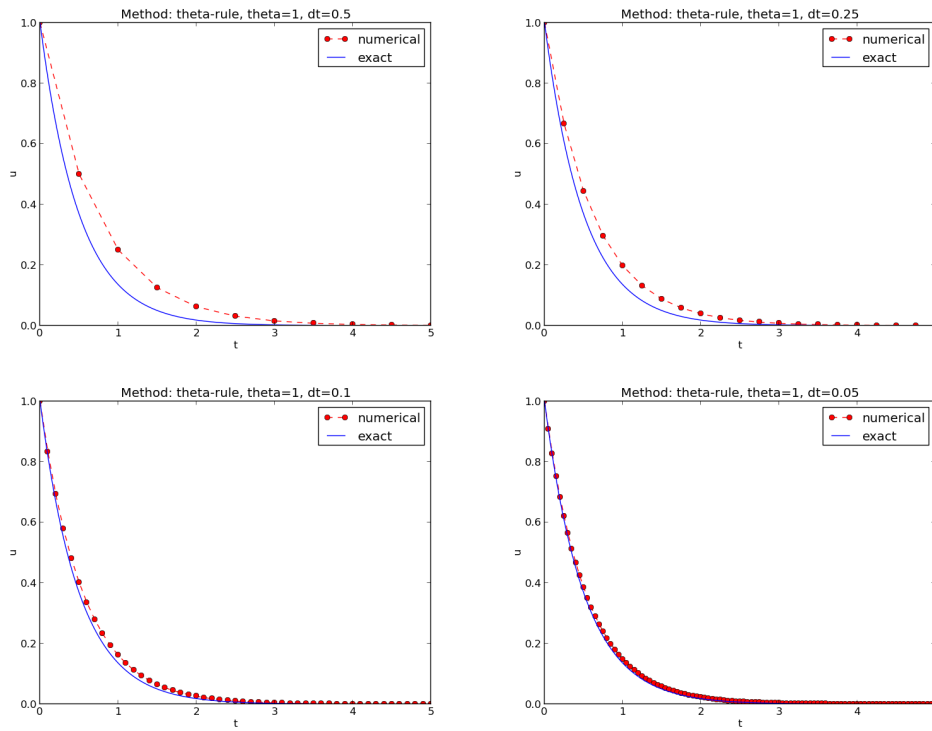 Method: theta-rule, theta=1, dt=0.5
numerical
exact
1.0
0.8
0.6
0.4
0.2
0.0
u
0 1 2 3 4 5
t
Method: theta-rule, theta=1, dt=0.25
numerical
exact
1.0
0.8
0.6
0.4
0.2
0.0
u
0 1 2 3 4
t
Method: theta-rule, theta=1, dt=0.1
numerical
exact
1.0
0.8
0.6
0.4
0.2
0.0
u
0 1 2 3 4 5
t
Method: theta-rule, theta=1, dt=0.05
numerical
exact
1.0
0.8
0.6
0.4
0.2
0.0
u
0 1 2 3 4
t